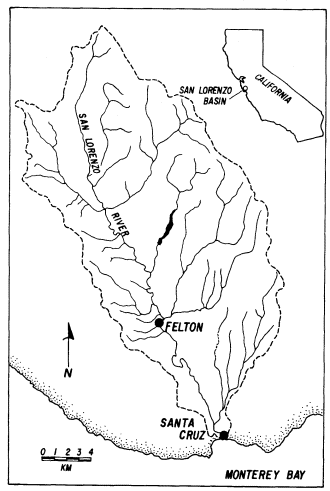 CALIFORNIA
SAN LORENZO
BASIN
SAN LORENZO
RIVER
FELTON
N
SANTA
CRUZ
0 1 2 3 4
KM
MONTEREY BAY